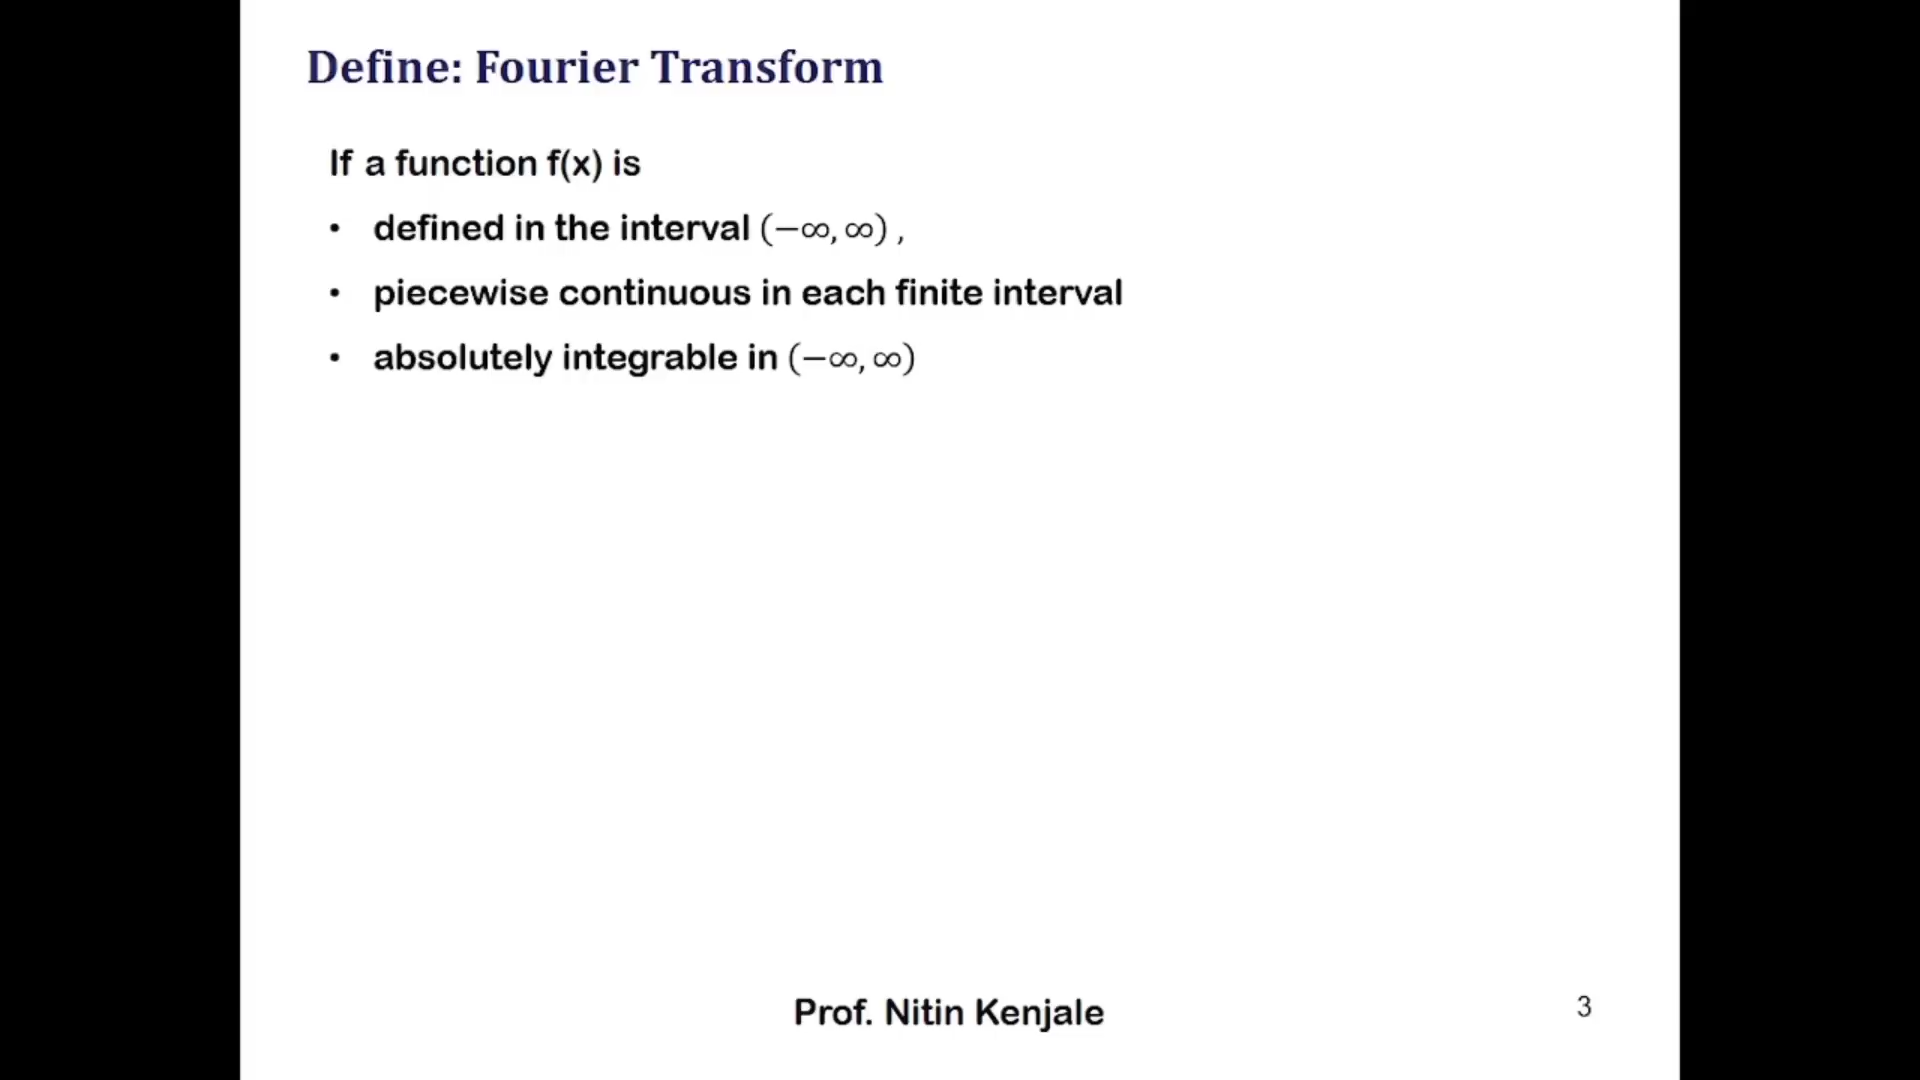 Define: Fourier Transform
If a function f(x) is
• defined in the interval (−∞, ∞) ,
• piecewise continuous in each finite interval
• absolutely integrable in (−∞, ∞)
Prof. Nitin Kenjale
3